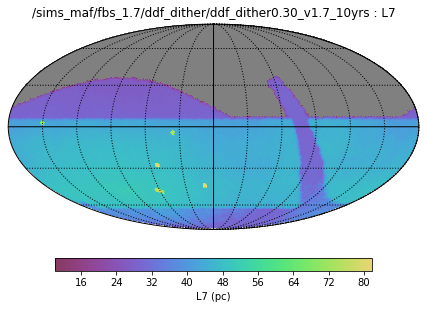 /sims_maf/fbs_1.7/ddf_dither/ddf_dither0.30_v1.7_10yrs : L7
16 24 32 40 48 56 64 72 80
L7 (pc)